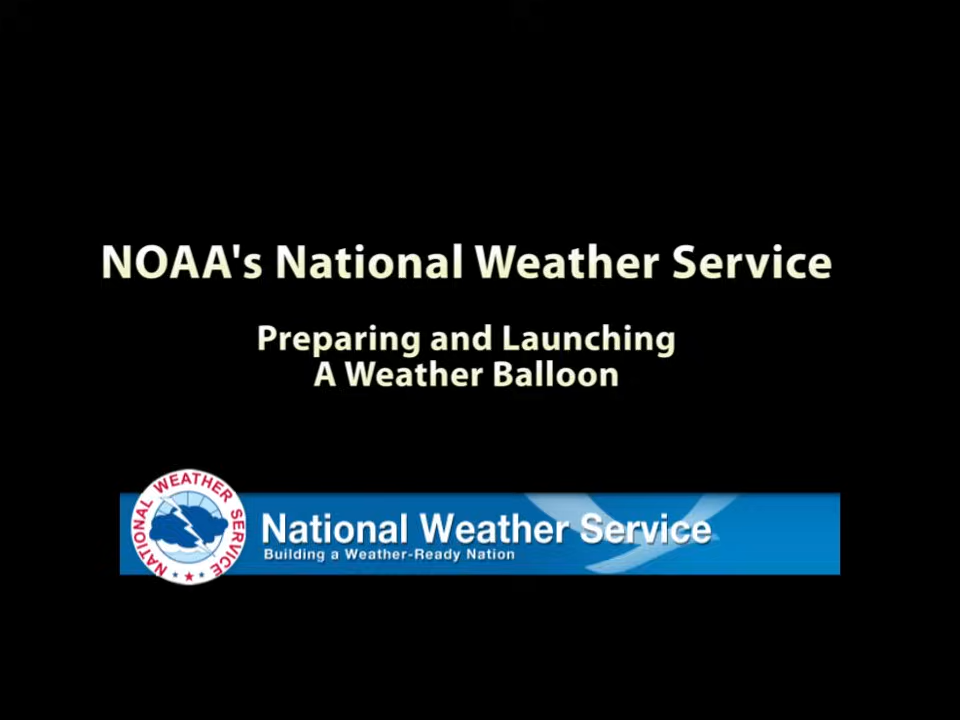 NOAA's National Weather Service
Preparing and Launching
A Weather Balloon
NATIONAL WEATHER SERVICE
National Weather Service
Building a Weather-Ready Nation